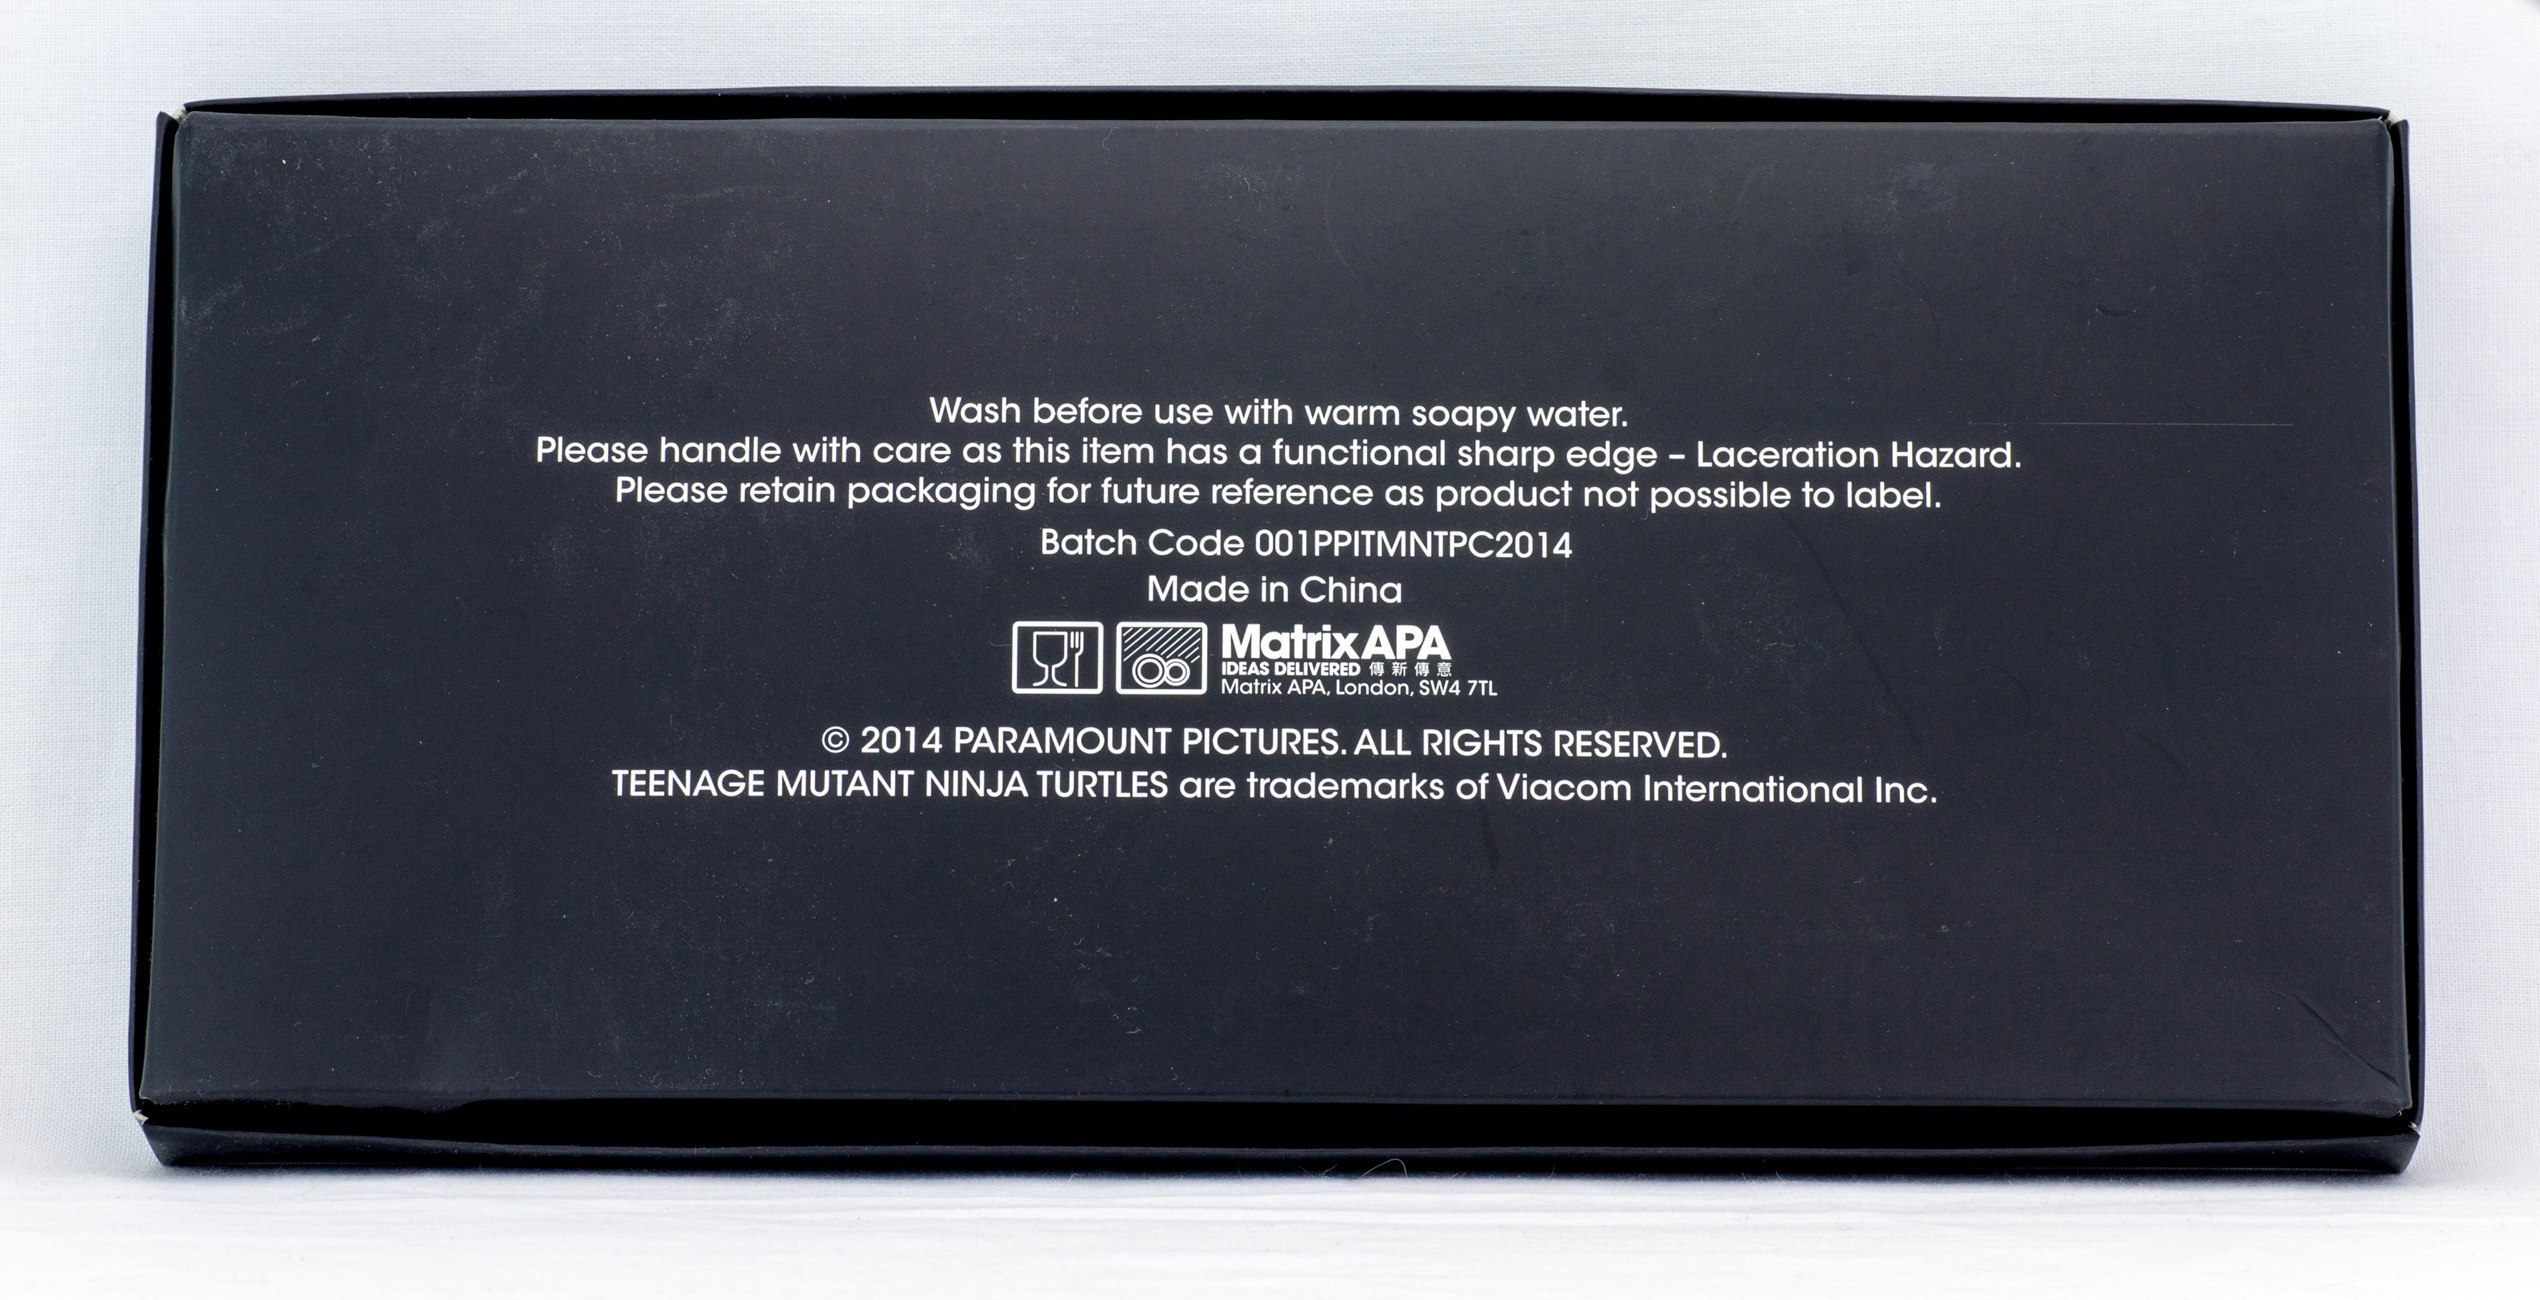 Wash before use with warm soapy water.
Please handle with care as this item has a functional sharp edge – Laceration Hazard.
Please retain packaging for future reference as product not possible to label.
Batch Code 001PPITMNTPC2014
Made in China
Matrix APA
IDEAS DELIVERED 傳新傳意
Matrix APA, London, SW4 7TL
© 2014 PARAMOUNT PICTURES. ALL RIGHTS RESERVED.
TEENAGE MUTANT NINJA TURTLES are trademarks of Viacom International Inc.